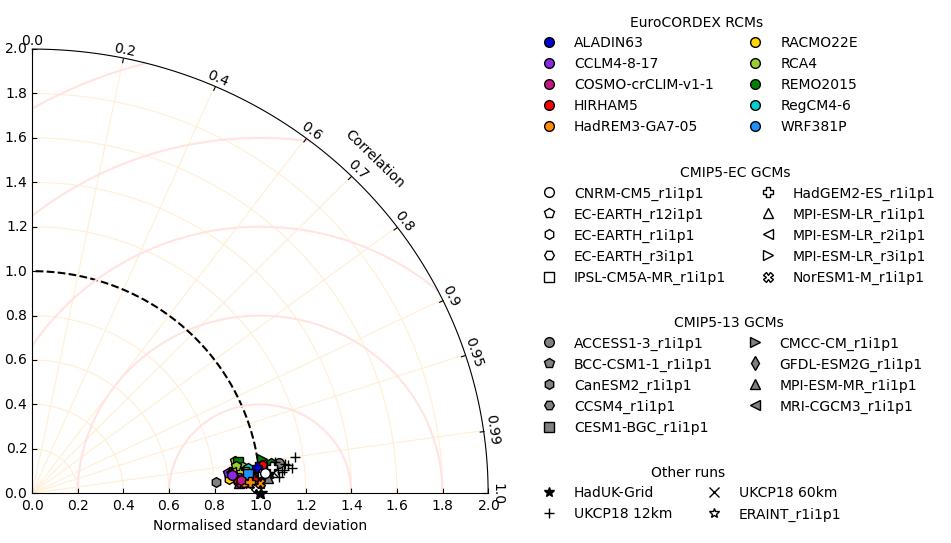 0.0
0.2
0.4
0.6
0.7
0.8
0.9
0.95
0.99
1.0
Correlation
2.0
1.8
1.6
1.4
1.2
1.0
0.8
0.6
0.4
0.2
0.0
0.0 0.2 0.4 0.6 0.8 1.0 1.2 1.4 1.6 1.8 2.0
Normalised standard deviation
EuroCORDEX RCMs
ALADIN63
CCLM4-8-17
COSMO-crCLIM-v1-1
HIRHAM5
HadREM3-GA7-05
RACMO22E
RCA4
REMO2015
RegCM4-6
WRF381P
CMIP5-EC GCMs
CNRM-CM5_r1i1p1
EC-EARTH_r12i1p1
EC-EARTH_r1i1p1
EC-EARTH_r3i1p1
IPSL-CM5A-MR_r1i1p1
HadGEM2-ES_r1i1p1
MPI-ESM-LR_r1i1p1
MPI-ESM-LR_r2i1p1
MPI-ESM-LR_r3i1p1
NorESM1-M_r1i1p1
CMIP5-13 GCMs
ACCESS1-3_r1i1p1
BCC-CSM1-1_r1i1p1
CanESM2_r1i1p1
CCSM4_r1i1p1
CESM1-BGC_r1i1p1
CMCC-CM_r1i1p1
GFDL-ESM2G_r1i1p1
MPI-ESM-MR_r1i1p1
MRI-CGCM3_r1i1p1
Other runs
HadUK-Grid
UKCP18 12km
UKCP18 60km
ERAINT_r1i1p1